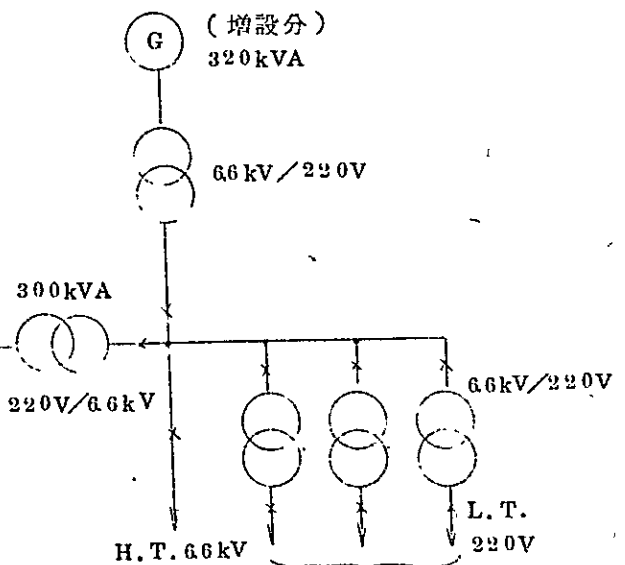 G
(増設分)
320kVA
6.6kV/220V
300kVA
220V/6.6kV
6.6kV/220V
H.T. 6.6kV
L.T.
220V